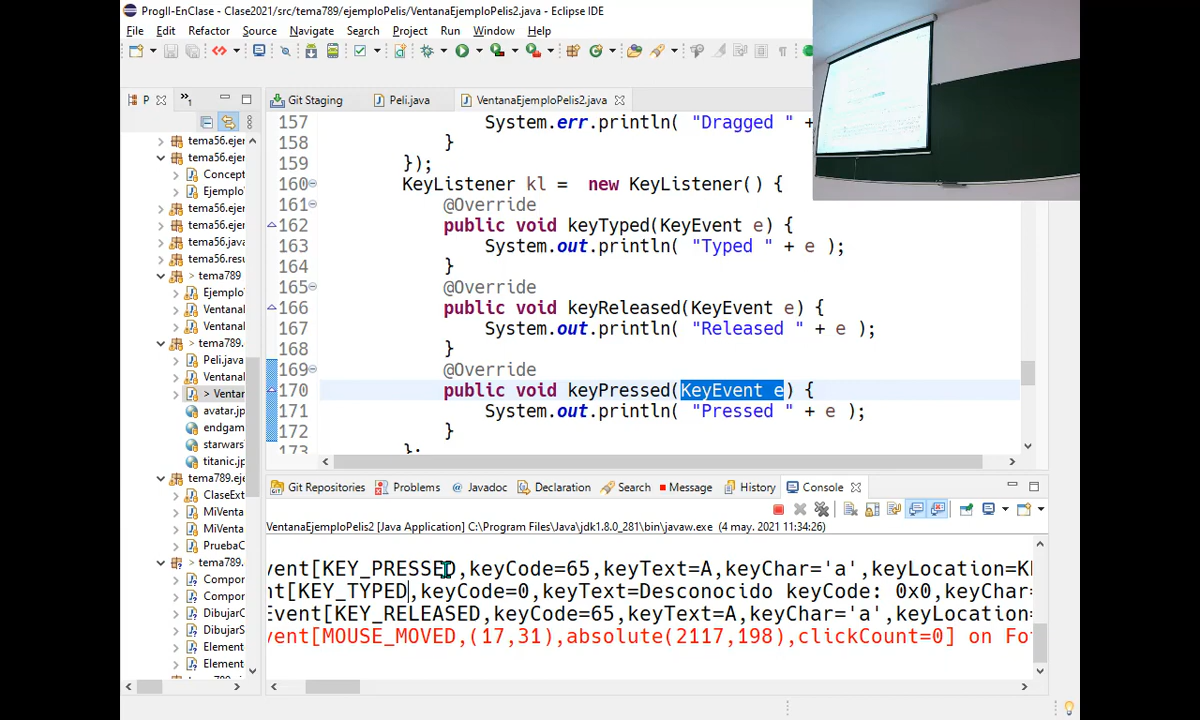 ProgII-EnClase - Clase2021/src/tema789/ejemploPelis/VentanaEjemploPelis2.java - Eclipse IDE
File Edit Refactor Source Navigate Search Project Run Window Help
P
1
Git Staging
Peli.java
VentanaEjemploPelis2.java
tema56.ejer
tema56.ejer
Concept
Ejemplo
tema56.ejer
tema56.ejer
tema56.java
tema56.resu
> tema789
Ejemplo
Ventanal
Ventanal
> tema789.
Peli.java
Ventanal
> Ventar
avatar.jp
endgam
starwars
titanic.jp
tema789.eje
ClaseExt
MiVenta
MiVenta
PruebaC
> tema789.
Compor
Compor
DibujarC
DibujarS
Element
Element
157 System.err.println( "Dragged " +
158 }
159 });
160 KeyListener kl = new KeyListener() {
161 @Override
162 public void keyTyped(KeyEvent e) {
163 System.out.println( "Typed " + e );
164 }
165 @Override
166 public void keyReleased(KeyEvent e) {
167 System.out.println( "Released " + e );
168 }
169 @Override
170 public void keyPressed(KeyEvent e) {
171 System.out.println( "Pressed " + e );
172 }
173 };
Git Repositories Problems Javadoc Declaration Search Message History Console
VentanaEjemploPelis2 [Java Application] C:\Program Files\Java\jdk1.8.0_281\bin\javaw.exe (4 may. 2021 11:34:26)
vent[KEY_PRESSED,keyCode=65,keyText=A,keyChar='a',keyLocation=KE
nt[KEY_TYPED,keyCode=0,keyText=Desconocido keyCode: 0x0,keyChar=
Event[KEY_RELEASED,keyCode=65,keyText=A,keyChar='a',keyLocation=
vent[MOUSE_MOVED,(17,31),absolute(2117,198),clickCount=0] on Fo